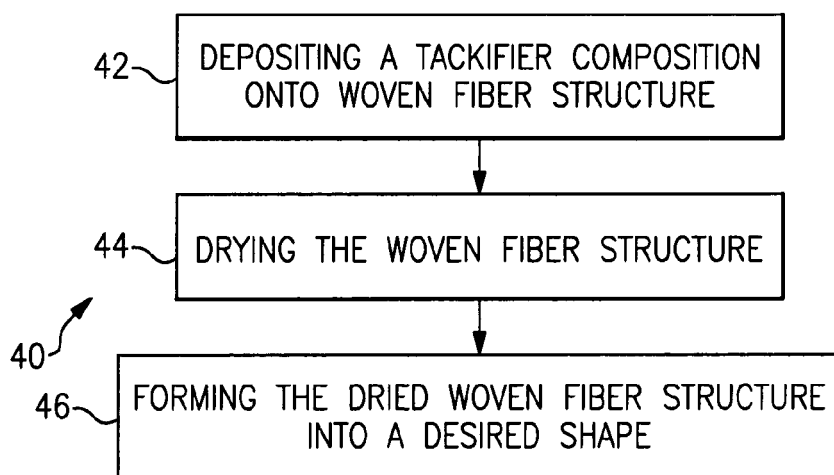 42
DEPOSITING A TACKIFIER COMPOSITION
ONTO WOVEN FIBER STRUCTURE
44
DRYING THE WOVEN FIBER STRUCTURE
40
46
FORMING THE DRIED WOVEN FIBER STRUCTURE
INTO A DESIRED SHAPE